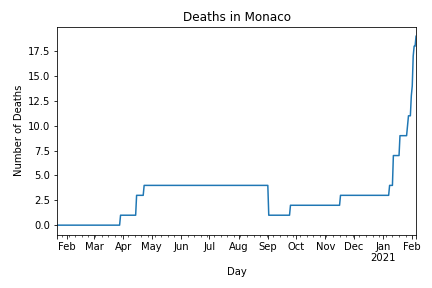 Deaths in Monaco
Number of Deaths
17.5
15.0
12.5
10.0
7.5
5.0
2.5
0.0
Feb Mar Apr May Jun Jul Aug Sep Oct Nov Dec Jan Feb
2021
Day